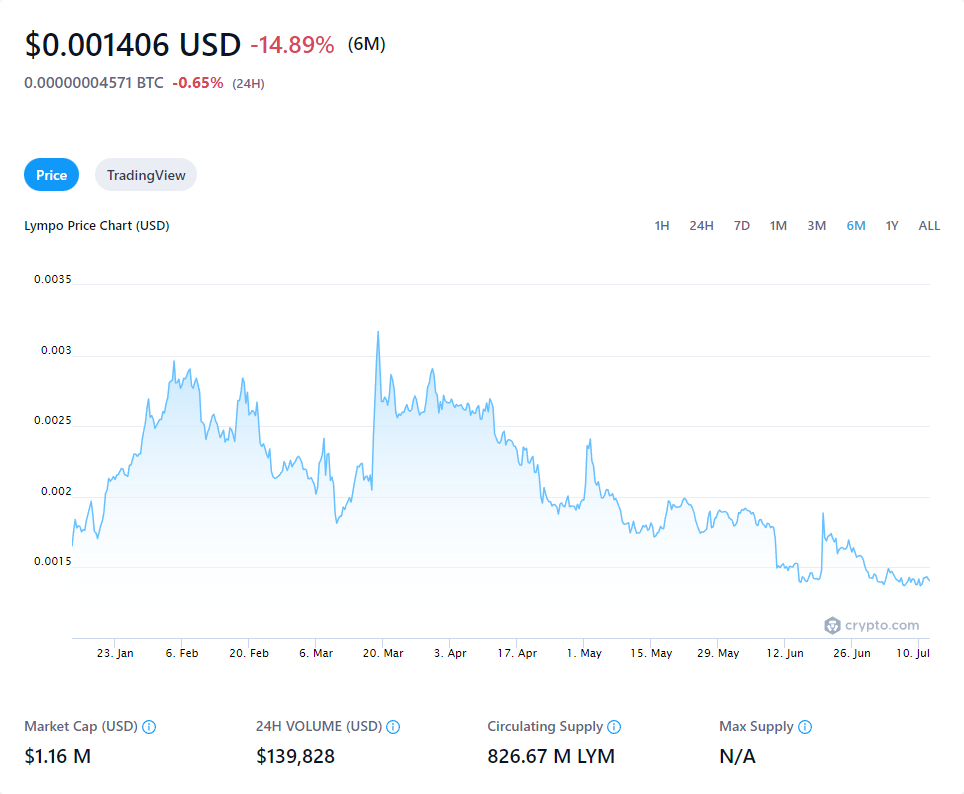 $0.001406 USD -14.89% (6M)
0.00000004571 BTC -0.65% (24H)
Price TradingView
Lympo Price Chart (USD) 1H 24H 7D 1M 3M 6M 1Y ALL
0.0035
0.003
0.0025
0.002
0.0015
crypto.com
23. Jan 6. Feb 20. Feb 6. Mar 20. Mar 3. Apr 17. Apr 1. May 15. May 29. May 12. Jun 26. Jun 10. Jul
Market Cap (USD) 24H VOLUME (USD) Circulating Supply Max Supply
$1.16 M $139,828 826.67 M LYM N/A